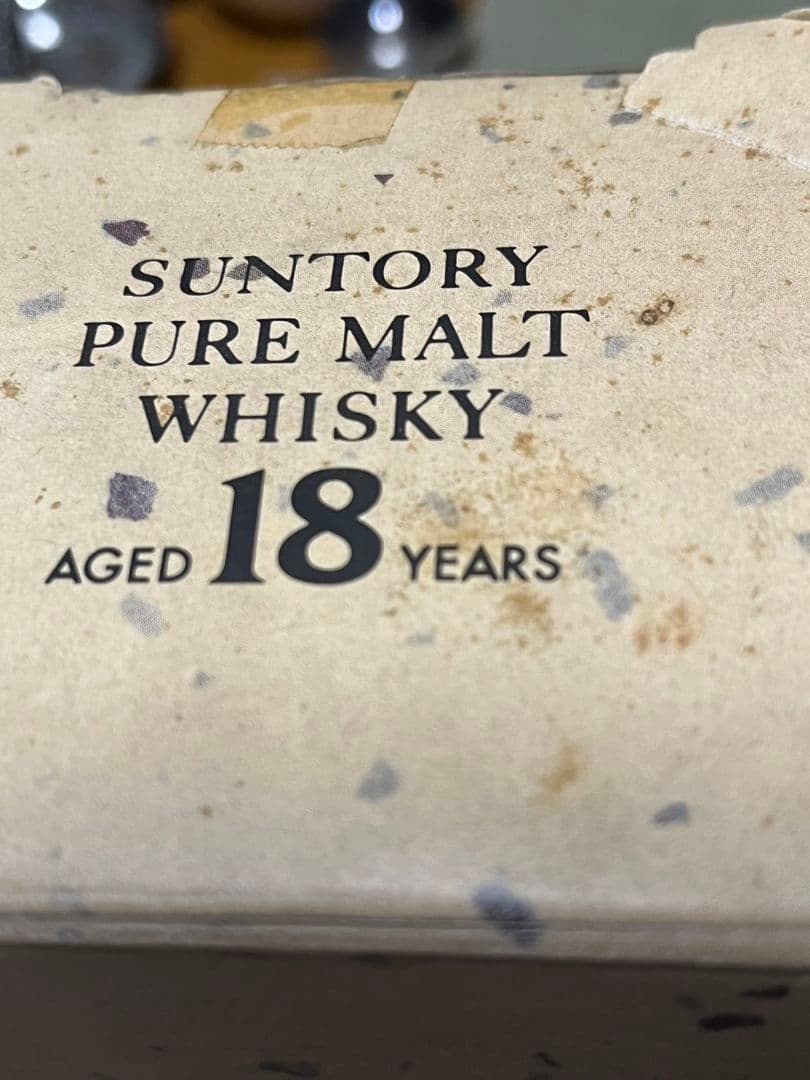 SUNTORY
PURE MALT
WHISKY
AGED 18 YEARS